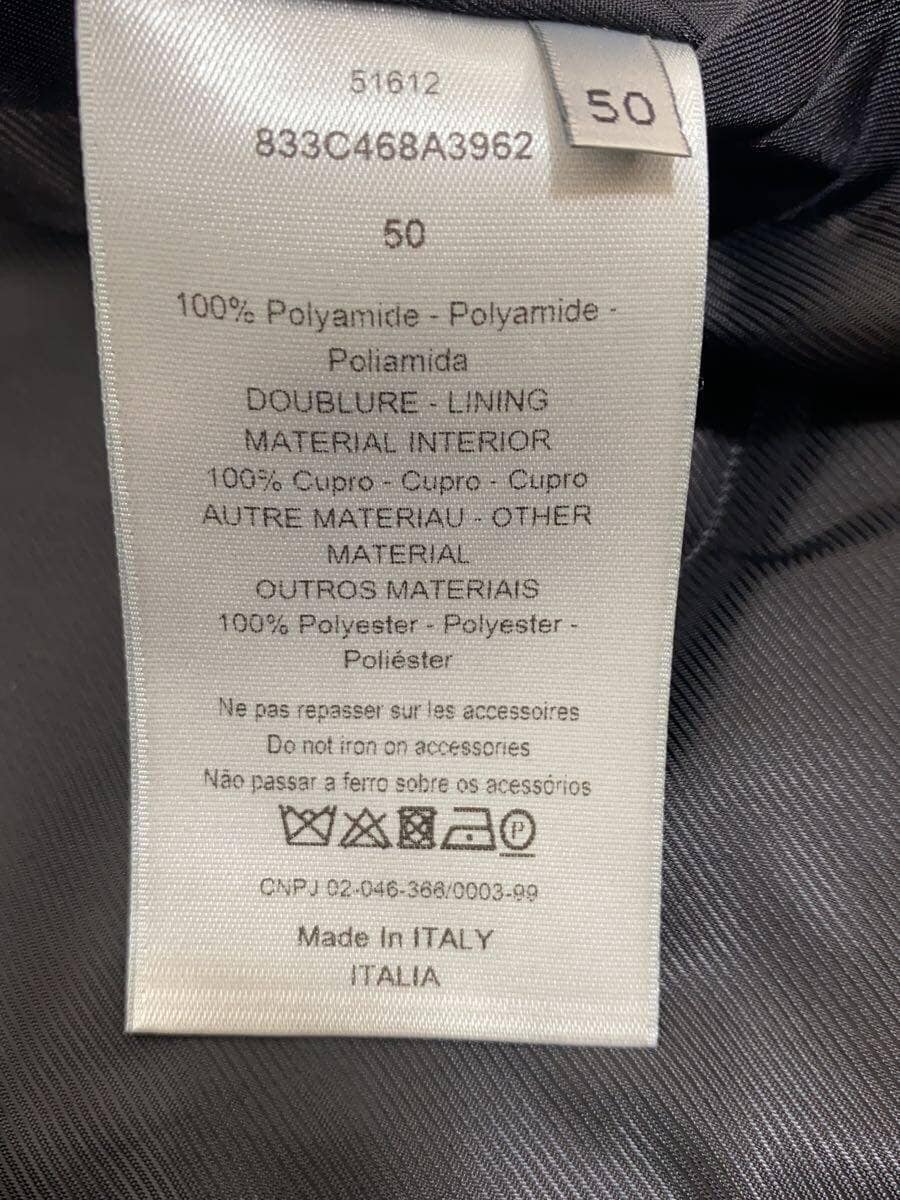 51612
50
833C468A3962
50
100% Polyamide - Polyamide -
Poliamida
DOUBLURE - LINING
MATERIAL INTERIOR
100% Cupro - Cupro - Cupro
AUTRE MATERIAU - OTHER
MATERIAL
OUTROS MATERIAIS
100% Polyester - Polyester -
Poliéster
Ne pas repasser sur les accessoires
Do not iron on accessories
Não passar a ferro sobre os acessórios
P
CNPJ 02-046-366/0003-99
Made In ITALY
ITALIA